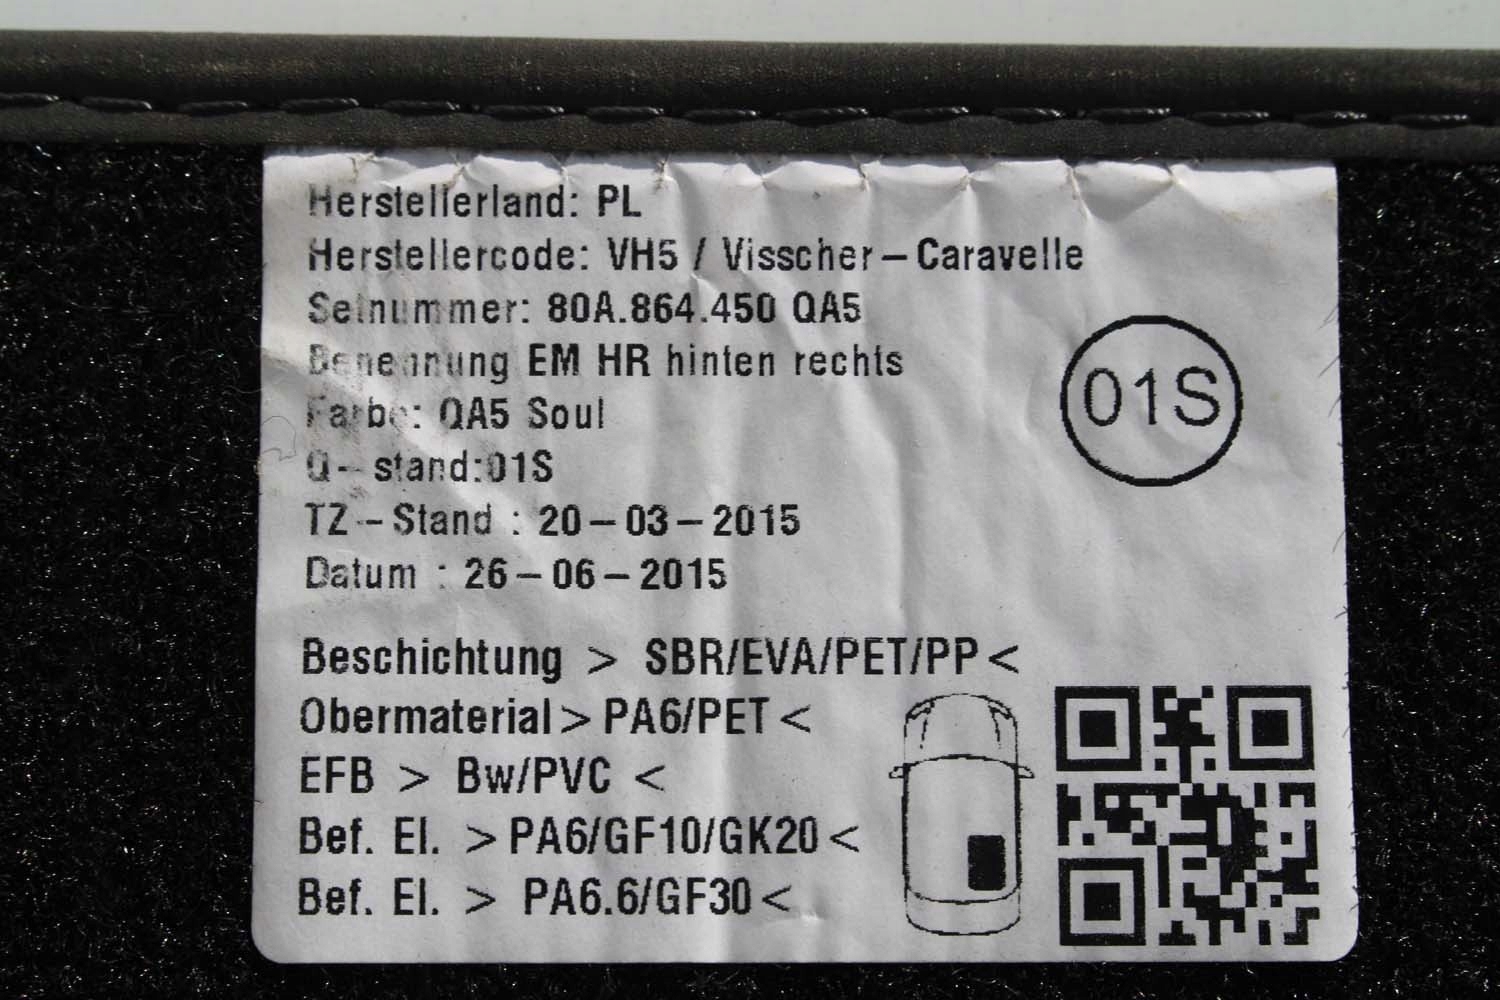 Herstellerland: PL
Herstellercode: VH5 / Visscher-Caravelle
Selnummer: 80A.864.450 QA5
Benennung EM HR hinten rechts
Farbe: QA5 Soul
Q-stand:01S
TZ-Stand : 20-03-2015
Datum : 26-06-2015
01S
Beschichtung > SBR/EVA/PET/PP<
Obermaterial> PA6/PET <
EFB > Bw/PVC <
Bef. El. >PA6/GF10/GK20<
Bef. El. > PA6.6/GF30<